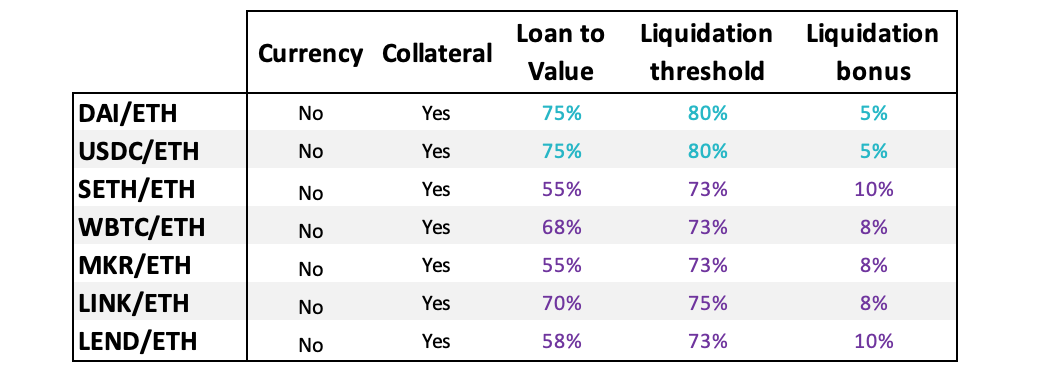 Currency Collateral Loan to Value Liquidation threshold Liquidation bonus
DAI/ETH No Yes 75% 80% 5%
USDC/ETH No Yes 75% 80% 5%
SETH/ETH No Yes 55% 73% 10%
WBTC/ETH No Yes 68% 73% 8%
MKR/ETH No Yes 55% 73% 8%
LINK/ETH No Yes 70% 75% 8%
LEND/ETH No Yes 58% 73% 10%